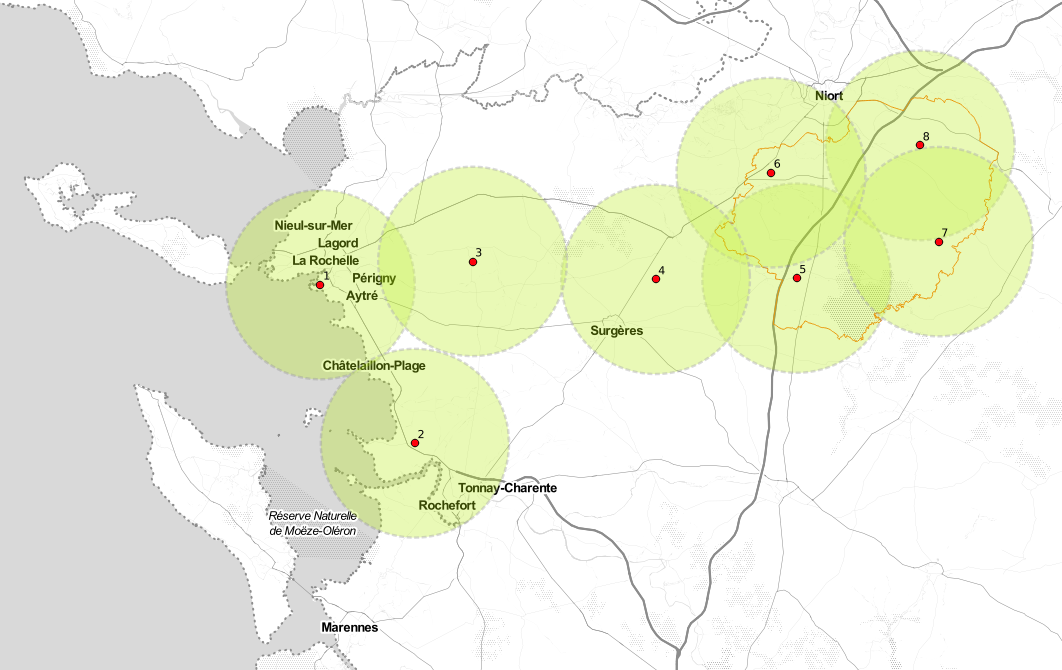 Niort
8
6
Nieul-sur-Mer
Lagord
7
La Rochelle
3
4
5
1
Périgny
Aytré
Surgères
Châtelaillon-Plage
2
Tonnay-Charente
Rochefort
Réserve Naturelle
de Moëze-Oléron
Marennes